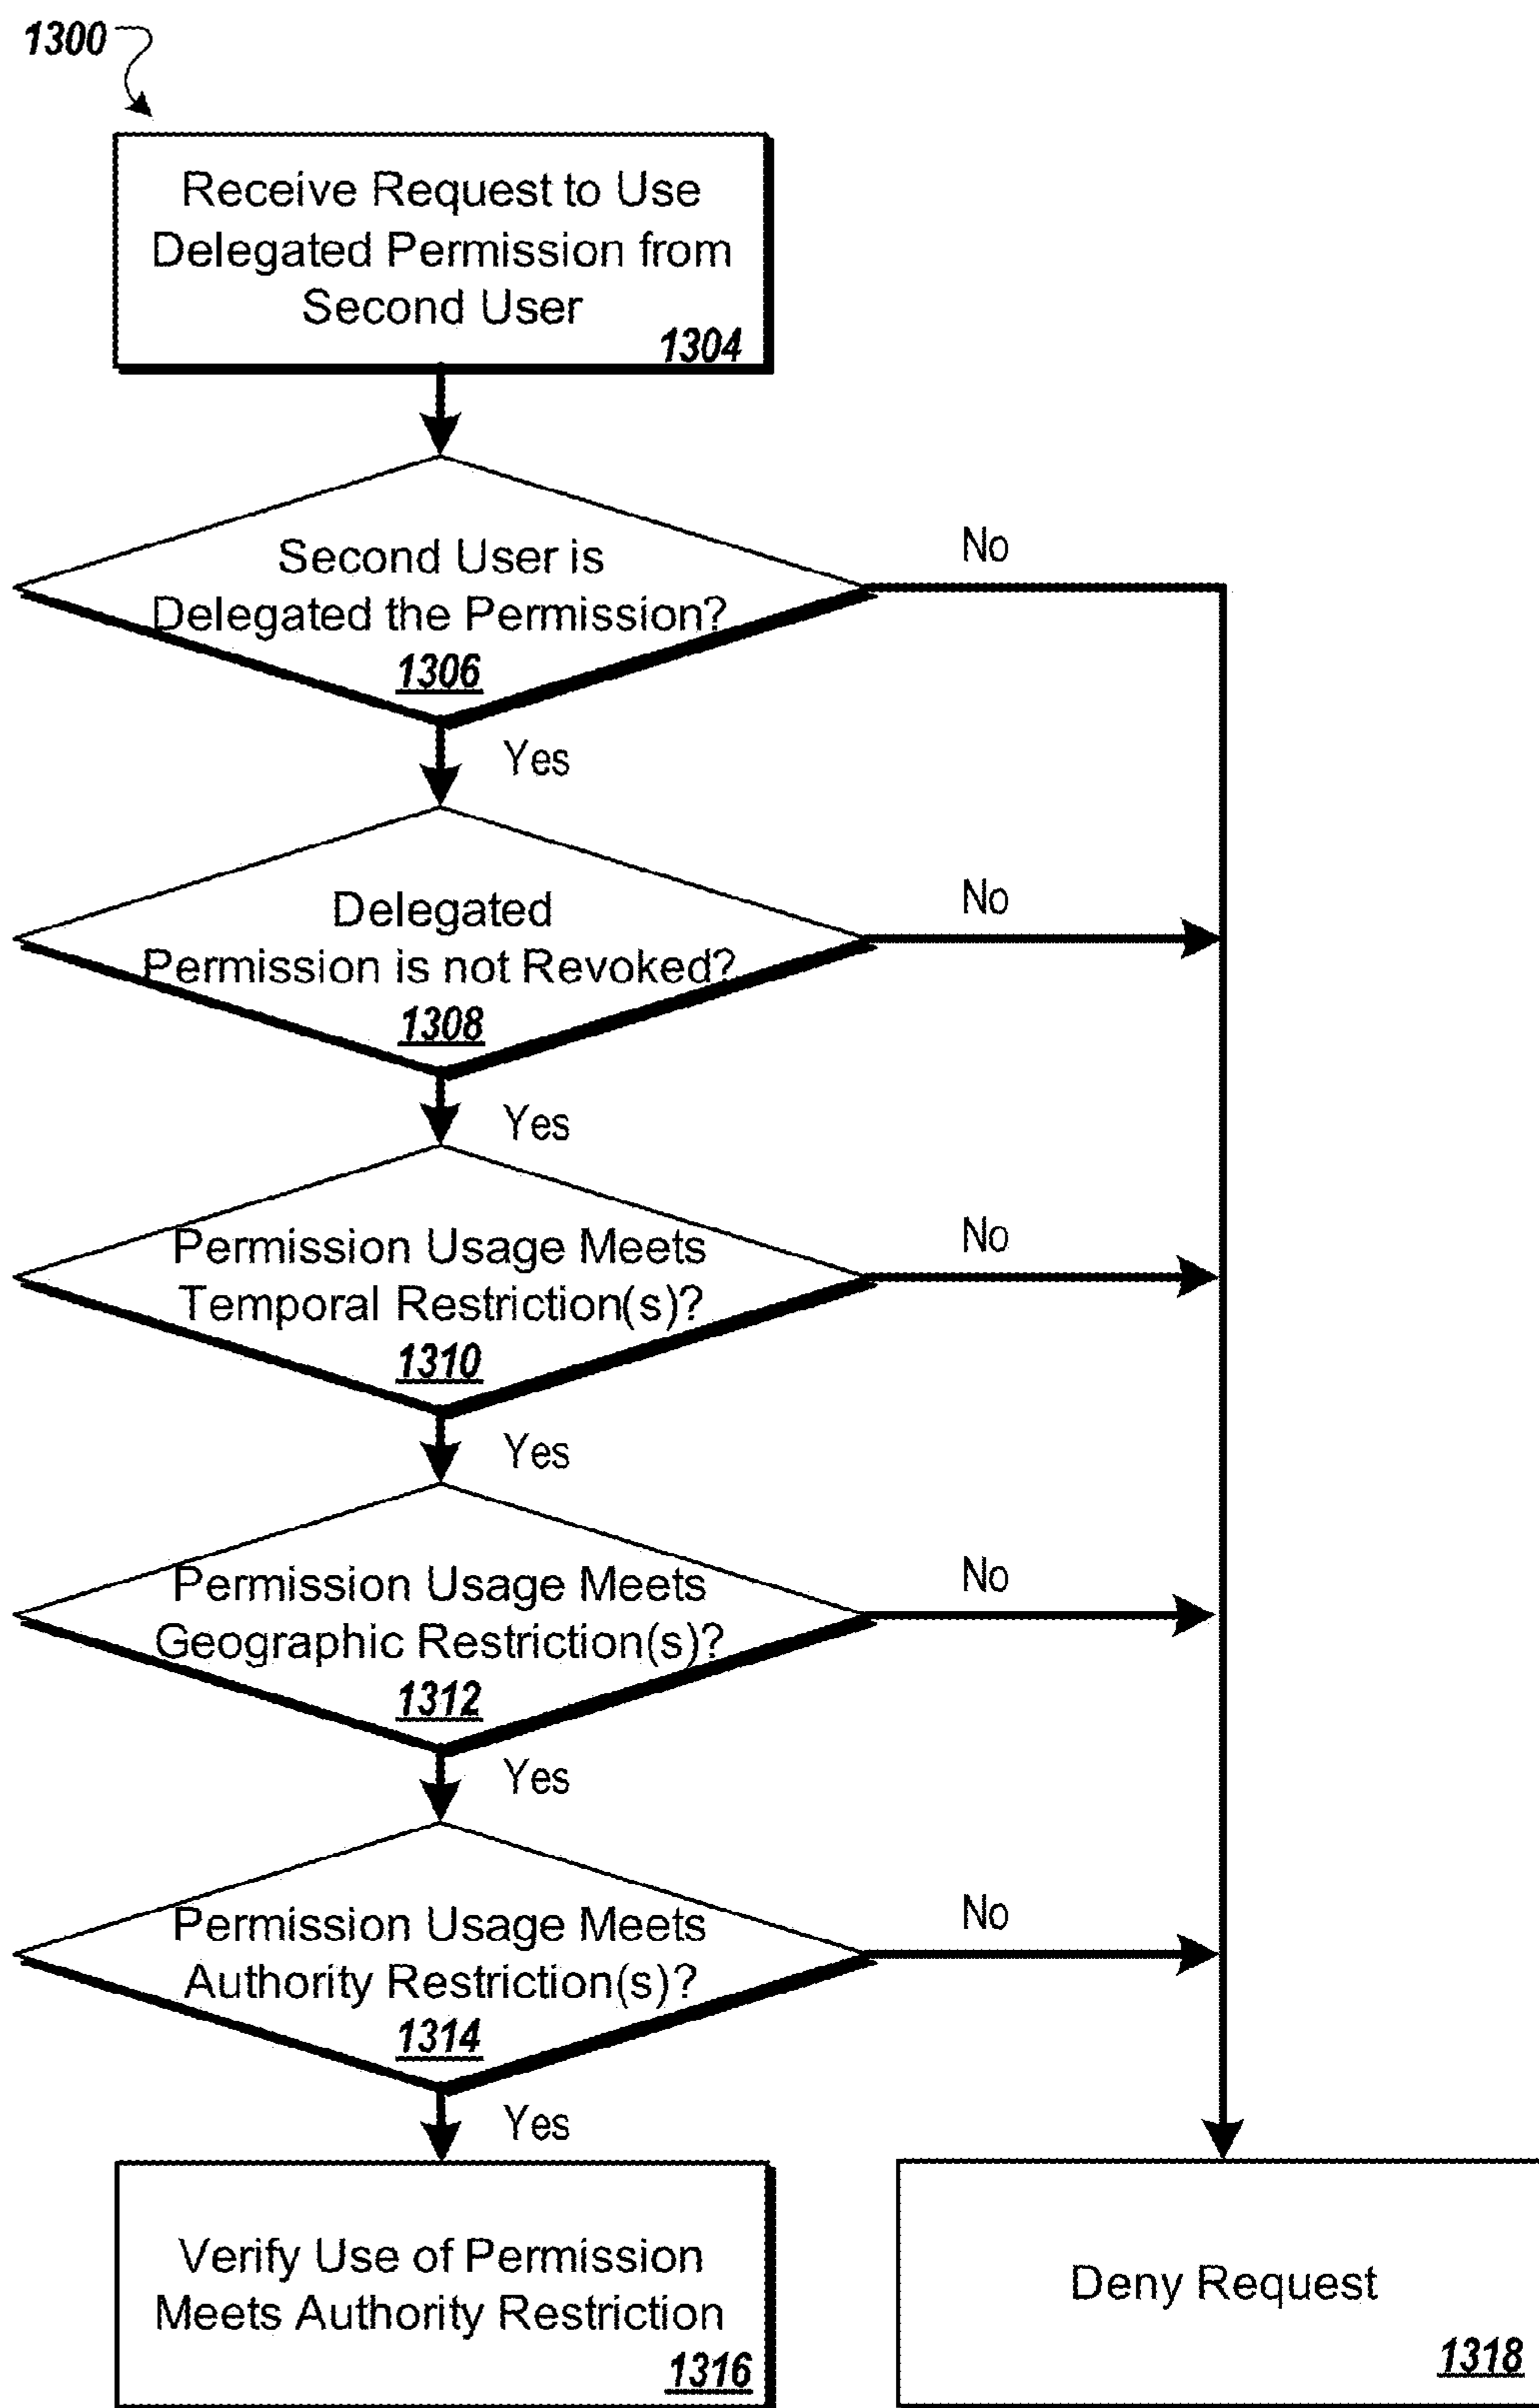 1300
Receive Request to Use
Delegated Permission from
Second User
1304
Second User is
Delegated the Permission?
1306
No
Yes
Delegated
Permission is not Revoked?
1308
No
Yes
Permission Usage Meets
Temporal Restriction(s)?
1310
No
Yes
Permission Usage Meets
Geographic Restriction(s)?
1312
No
Yes
Permission Usage Meets
Authority Restriction(s)?
1314
No
Yes
Verify Use of Permission
Meets Authority Restriction
1316
Deny Request
1318